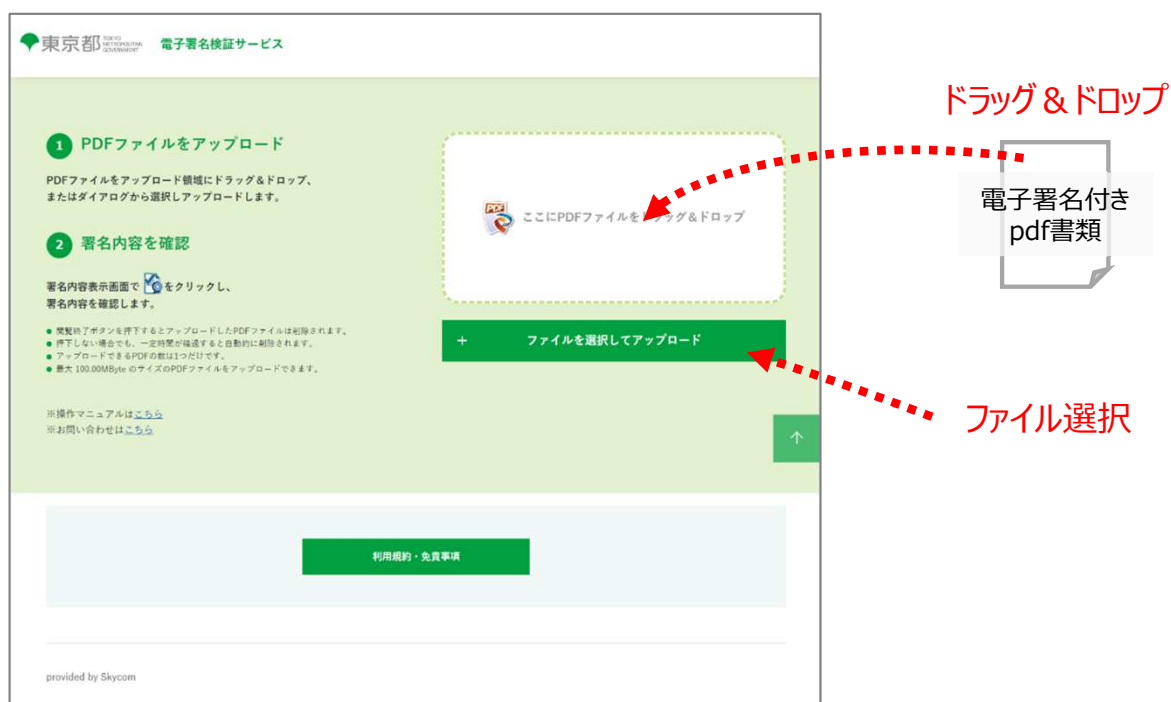 東京都 TOKYO METROPOLITAN GOVERNMENT 電子署名検証サービス
1 PDFファイルをアップロード
PDFファイルをアップロード領域にドラッグ&ドロップ、
またはダイアログから選択しアップロードします。
2 署名内容を確認
署名内容表示画面で をクリックし、
署名内容を確認します。
閲覧終了ボタンを押下するとアップロードしたPDFファイルは削除されます。
押下しない場合でも、一定時間が経過すると自動的に削除されます。
アップロードできるPDFの数は1つだけです。
最大 100.00MByte のサイズのPDFファイルをアップロードできます。
※操作マニュアルはこちら
※お問い合わせはこちら
PDF
ここにPDFファイルをドラッグ&ドロップ
+ ファイルを選択してアップロード
利用規約・免責事項
provided by Skycom
ドラッグ&ドロップ
電子署名付き
pdf書類
ファイル選択